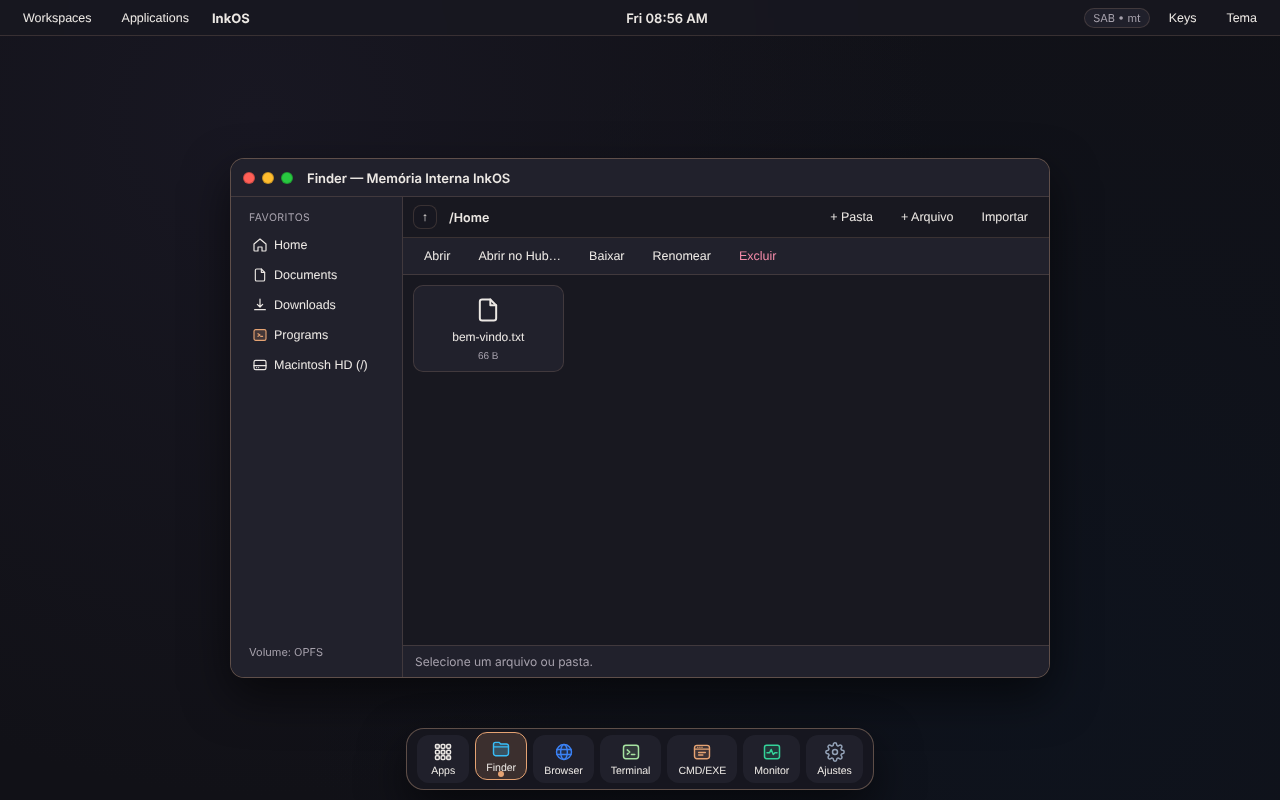 Workspaces Applications InkOS Fri 08:56 AM SAB • mt Keys Tema
Finder — Memória Interna InkOS
FAVORITOS
Home
Documents
Downloads
Programs
Macintosh HD (/)
Volume: OPFS
↑ /Home + Pasta + Arquivo Importar
Abrir Abrir no Hub… Baixar Renomear Excluir
bem-vindo.txt
66 B
Selecione um arquivo ou pasta.
Apps Finder Browser Terminal CMD/EXE Monitor Ajustes